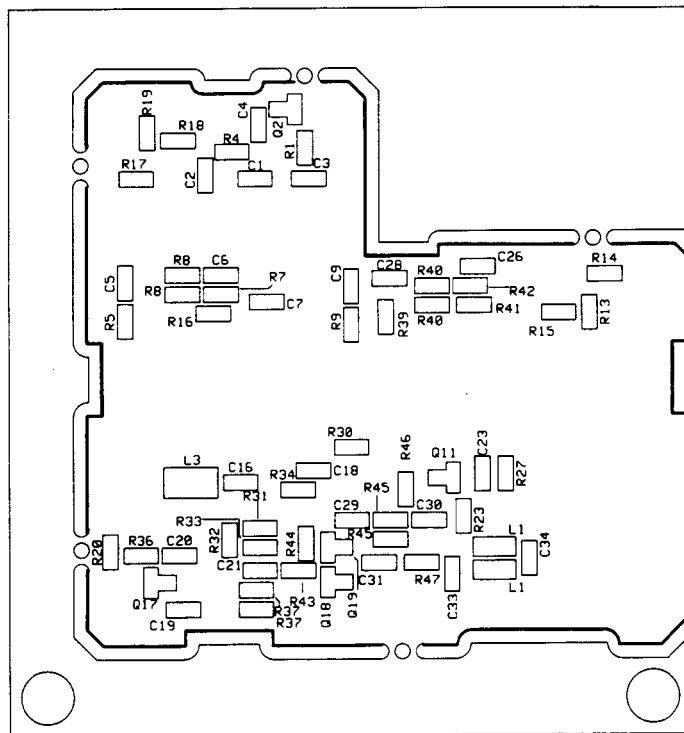 R19
R18
C4
Q2
R4
R1
R17
C2
C1
C3
R8
C6
R7
C5
R8
C7
R5
R16
C9
C28
R40
C26
R42
R9
R39
R40
R41
R14
R15
R13
R30
L3
C16
R34
C18
R46
Q11
C23
R27
R31
R45
R33
C29
C30
R23
R32
R44
R45
L1
C34
R20
R36
C20
C21
C31
R47
C33
L1
Q17
R43
Q18
Q19
C19
R37
R37